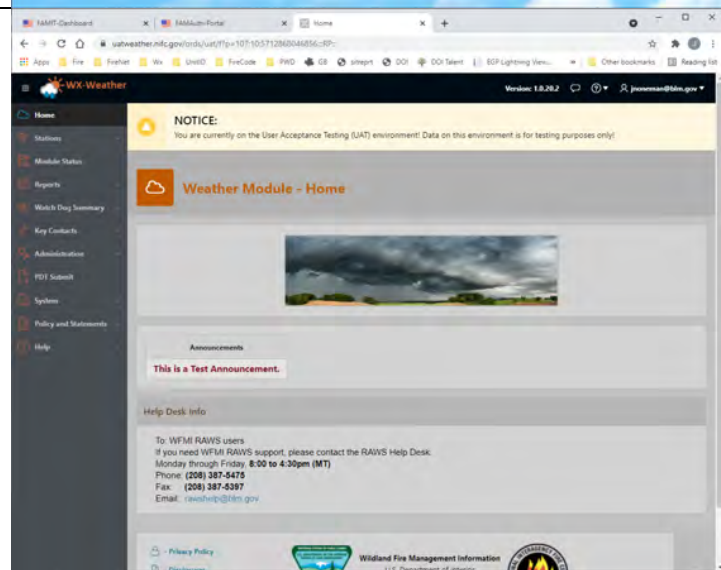 FAMIT-Dashboard
FAMAuth-Portal
Home
uatweather.nifc.gov/ords/uat/f?p=107:10:5712868046856::RP::
Apps Fire FireNet Wx UnitID FireCode PWD GB sitreprt DOI DOI Talent EGP Lightning View... Other bookmarks Reading list
WX-Weather
Version: 1.0.20.2
jnoneman@blm.gov
Home
Stations
Module Status
Reports
Watch Dog Summary
Key Contacts
Administration
PDT Submit
System
Policy and Statements
Help
NOTICE:
You are currently on the User Acceptance Testing (UAT) environment! Data on this environment is for testing purposes only!
Weather Module - Home
Announcements
This is a Test Announcement.
Help Desk Info
To: WFMI RAWS users
If you need WFMI RAWS support, please contact the RAWS Help Desk.
Monday through Friday, 8:00 to 4:30pm (MT)
Phone: (208) 387-5475
Fax: (208) 387-5397
Email: rawshelp@blm.gov
- Privacy Policy
- Disclaimers
Wildland Fire Management Information
U.S. Department of Interior